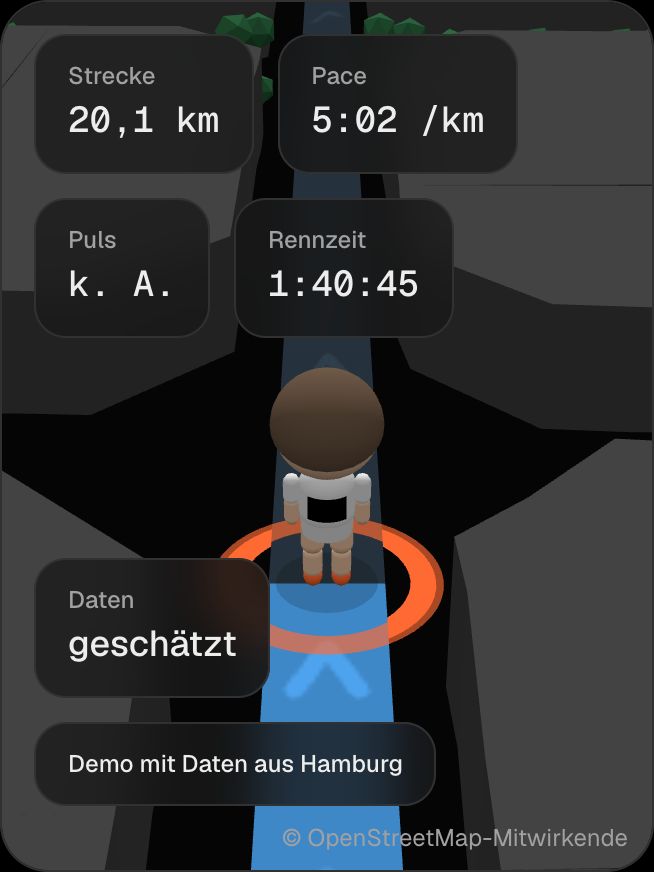 Strecke
20,1 km
Pace
5:02 /km
Puls
k. A.
Rennzeit
1:40:45
Daten
geschätzt
Demo mit Daten aus Hamburg
© OpenStreetMap-Mitwirkende